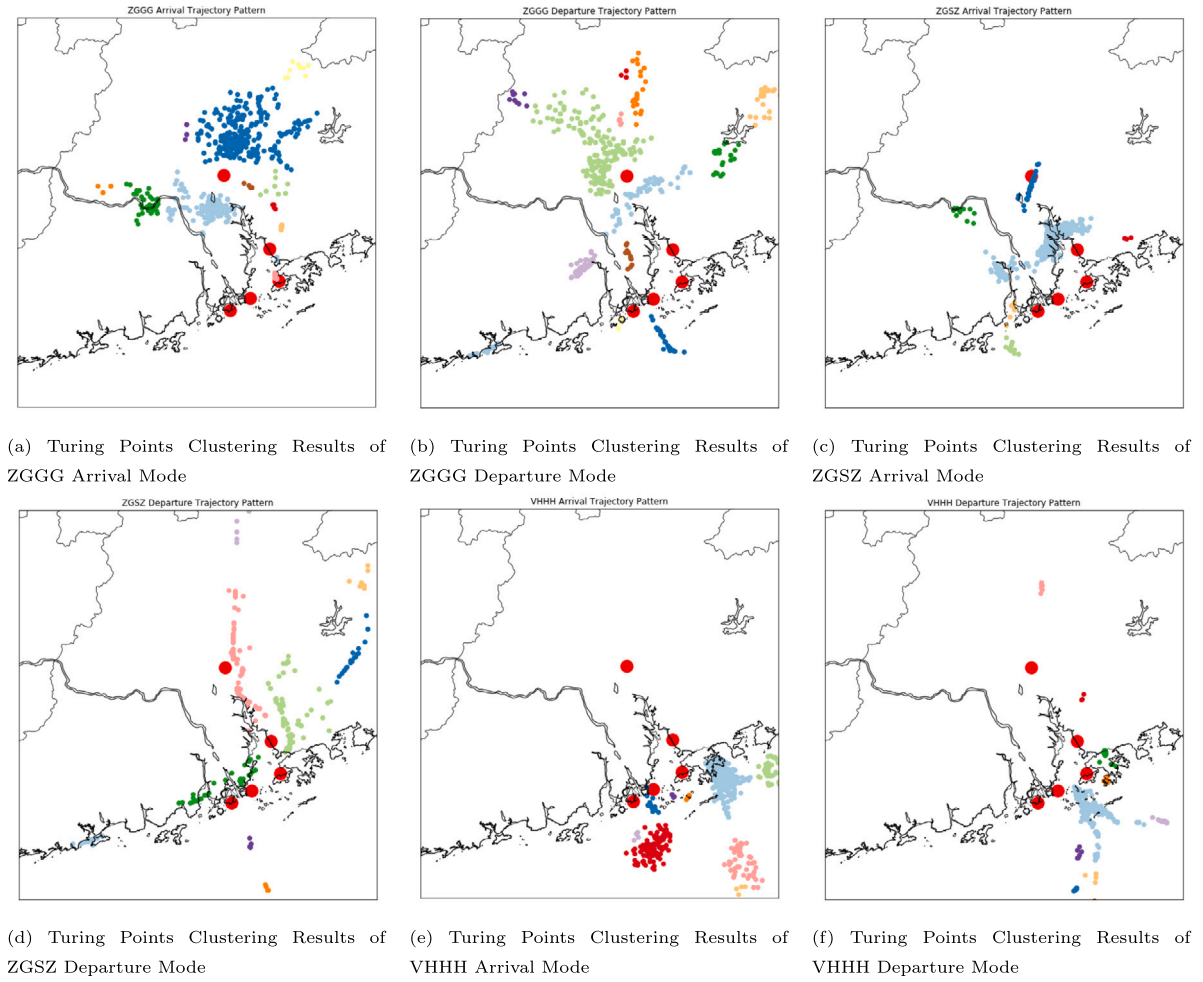 ZGGG Arrival Trajectory Pattern
ZGGG Departure Trajectory Pattern
ZGSZ Arrival Trajectory Pattern
(a) Turing Points Clustering Results of
ZGGG Arrival Mode
(b) Turing Points Clustering Results of
ZGGG Departure Mode
(c) Turing Points Clustering Results of
ZGSZ Arrival Mode
ZGSZ Departure Trajectory Pattern
VHHH Arrival Trajectory Pattern
VHHH Departure Trajectory Pattern
(d) Turing Points Clustering Results of
ZGSZ Departure Mode
(e) Turing Points Clustering Results of
VHHH Arrival Mode
(f) Turing Points Clustering Results of
VHHH Departure Mode